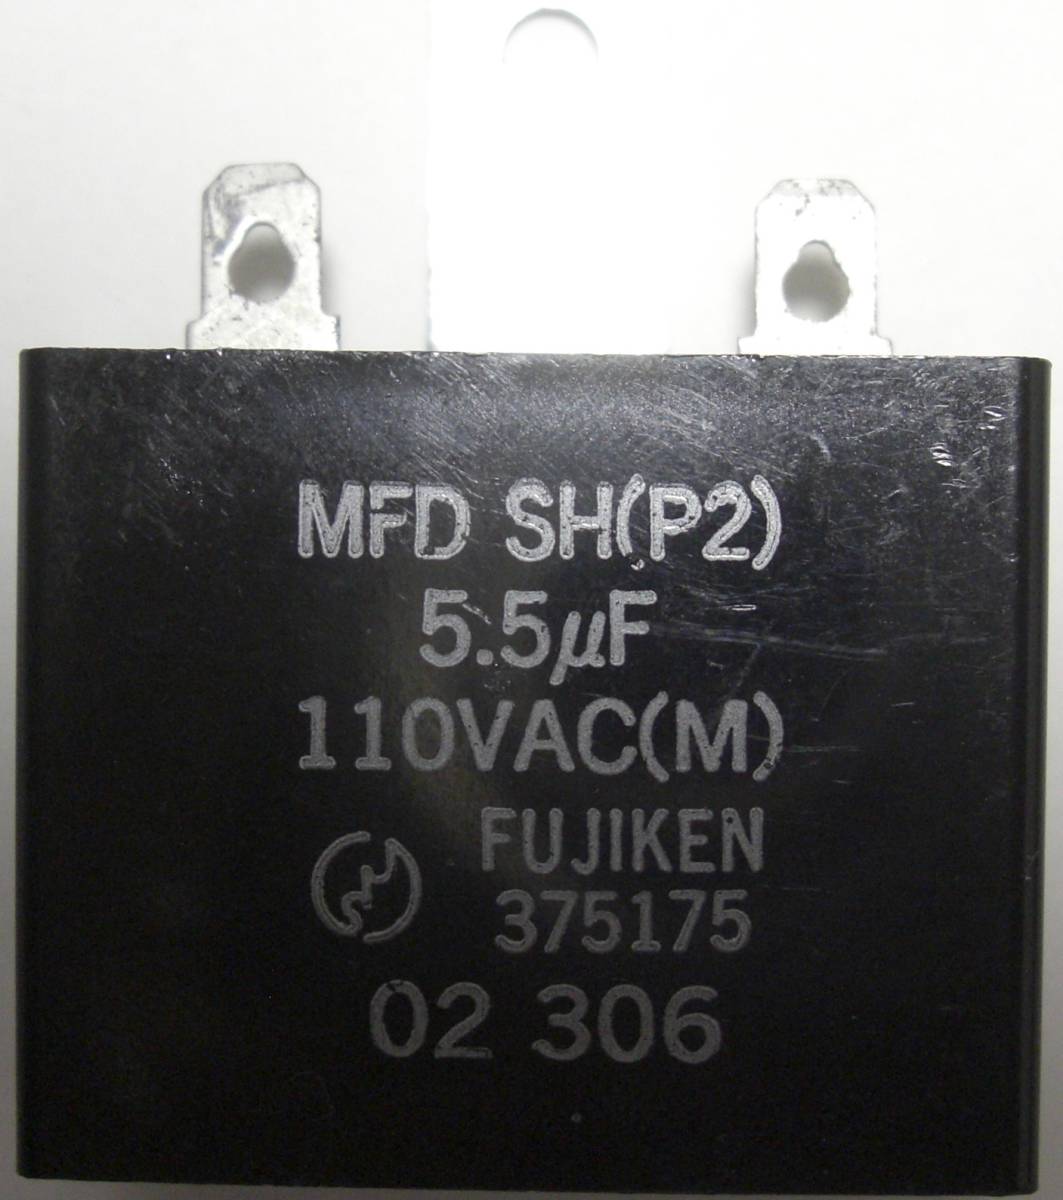 MFD SH(P2)
5.5μF
110VAC(M)
FUJIKEN
375175
02 306